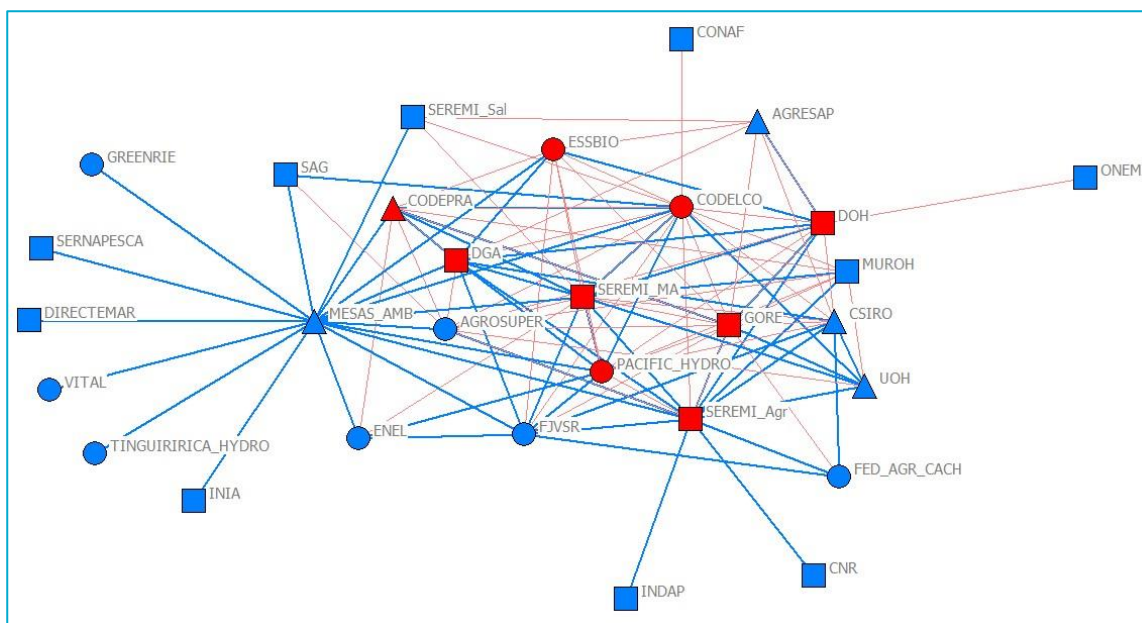 CONAF
SEREMI_Sal
AGRESAP
ESSBIO
GREENRIE
SAG
ONEM
CODEPRA
CODELCO
DOH
SERNAPESCA
DGA
MUROH
SEREMI_MA
DIRECTEMAR
MESAS_AMB
AGROSUPER
GORE
CSIRO
PACIFIC_HYDRO
VITAL
UOH
SEREMI_Agr
TINGUIRIRICA_HYDRO
ENEL
FJVSR
FED_AGR_CACH
INIA
CNR
INDAP